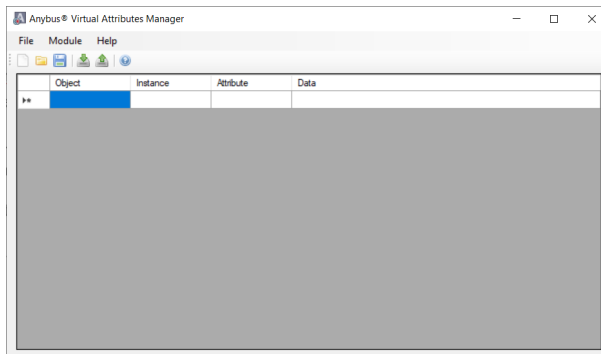 Anybus® Virtual Attributes Manager
File Module Help
Object Instance Attribute Data